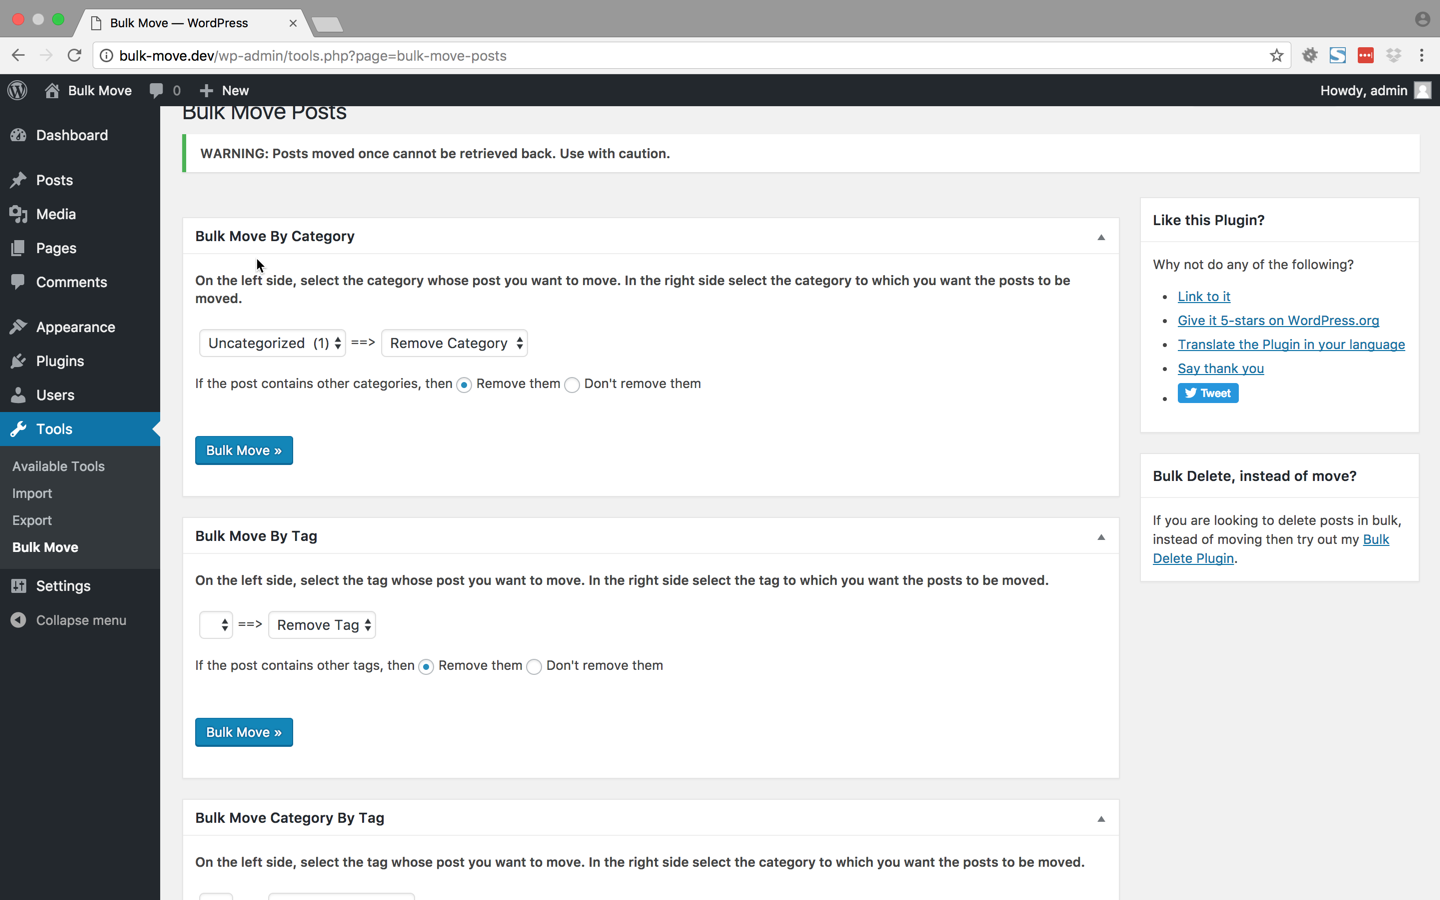 Bulk Move — WordPress
bulk-move.dev/wp-admin/tools.php?page=bulk-move-posts
Bulk Move 0 New Howdy, admin
Dashboard
Posts
Media
Pages
Comments
Appearance
Plugins
Users
Tools
Available Tools
Import
Export
Bulk Move
Settings
Collapse menu
Bulk Move Posts
WARNING: Posts moved once cannot be retrieved back. Use with caution.
Bulk Move By Category
On the left side, select the category whose post you want to move. In the right side select the category to which you want the posts to be
moved.
Uncategorized (1) ==> Remove Category
If the post contains other categories, then Remove them Don't remove them
Bulk Move »
Bulk Move By Tag
On the left side, select the tag whose post you want to move. In the right side select the tag to which you want the posts to be moved.
==> Remove Tag
If the post contains other tags, then Remove them Don't remove them
Bulk Move »
Bulk Move Category By Tag
On the left side, select the tag whose post you want to move. In the right side select the category to which you want the posts to be moved.
Like this Plugin?
Why not do any of the following?
Link to it
Give it 5-stars on WordPress.org
Translate the Plugin in your language
Say thank you
Tweet
Bulk Delete, instead of move?
If you are looking to delete posts in bulk,
instead of moving then try out my Bulk
Delete Plugin.